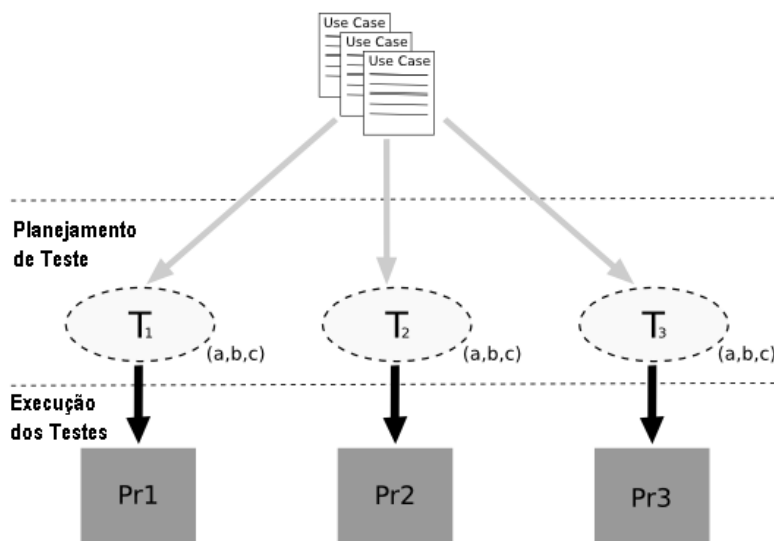 Use Case
Use Case
Use Case
Planejamento
de Teste
T1
(a,b,c)
T2
(a,b,c)
T3
(a,b,c)
Execução
dos Testes
Pr1
Pr2
Pr3